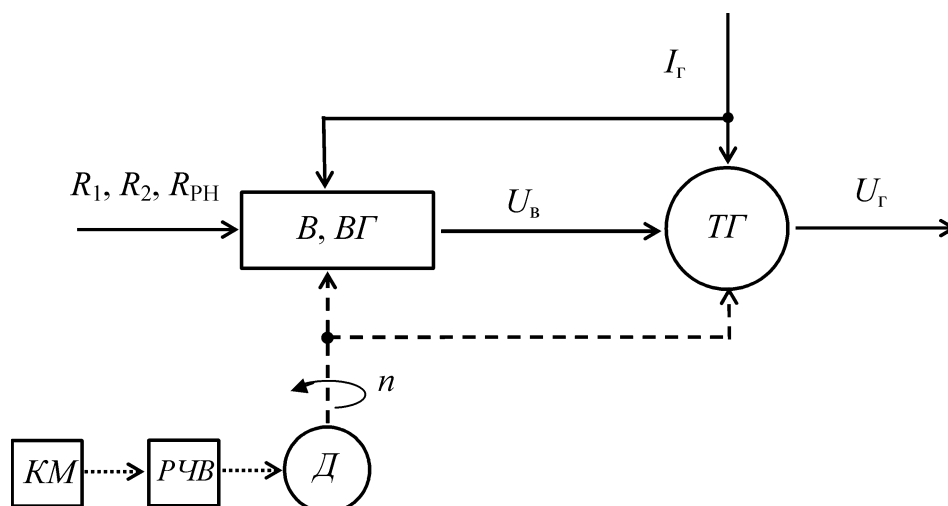 Iг
R1, R2, RРН
Uв
Uг
В, ВГ
ТГ
n
КМ
РЧВ
Д